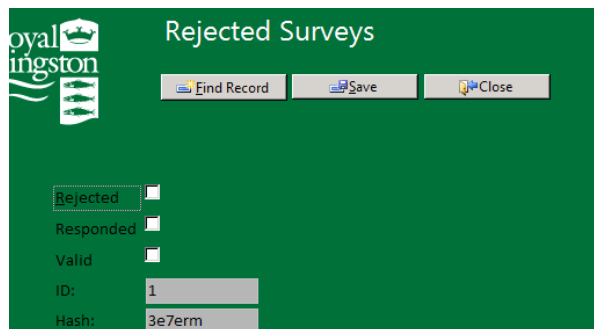 oyal
ingston
Rejected Surveys
Find Record Save Close
Rejected
Responded
Valid
ID: 1
Hash: 3e7erm